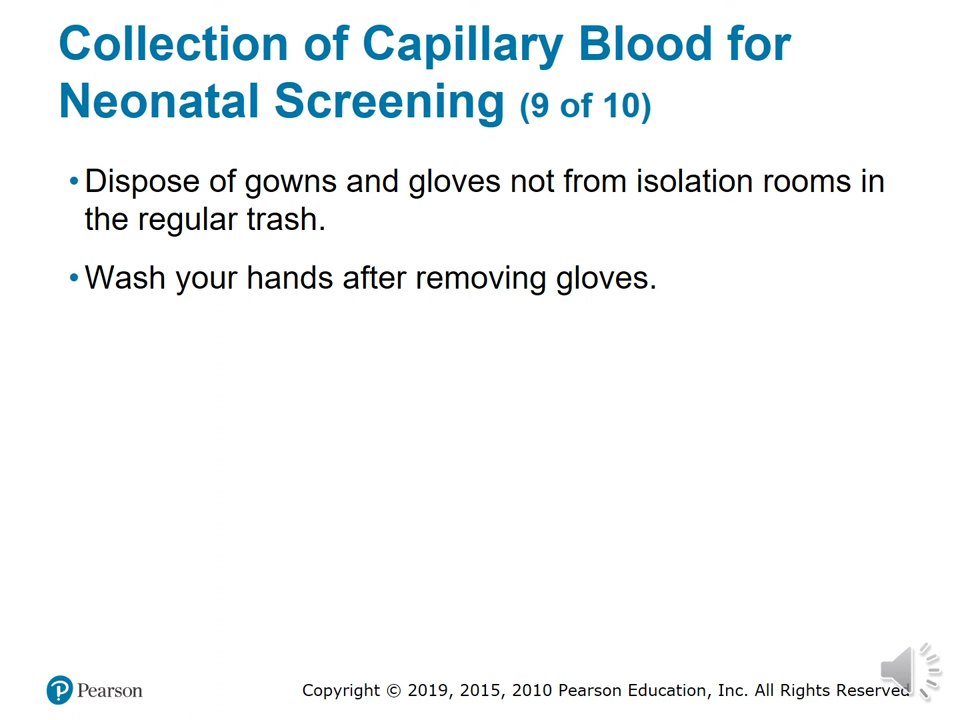 Collection of Capillary Blood for
Neonatal Screening (9 of 10)
• Dispose of gowns and gloves not from isolation rooms in
the regular trash.
• Wash your hands after removing gloves.
Pearson
Copyright © 2019, 2015, 2010 Pearson Education, Inc. All Rights Reserved